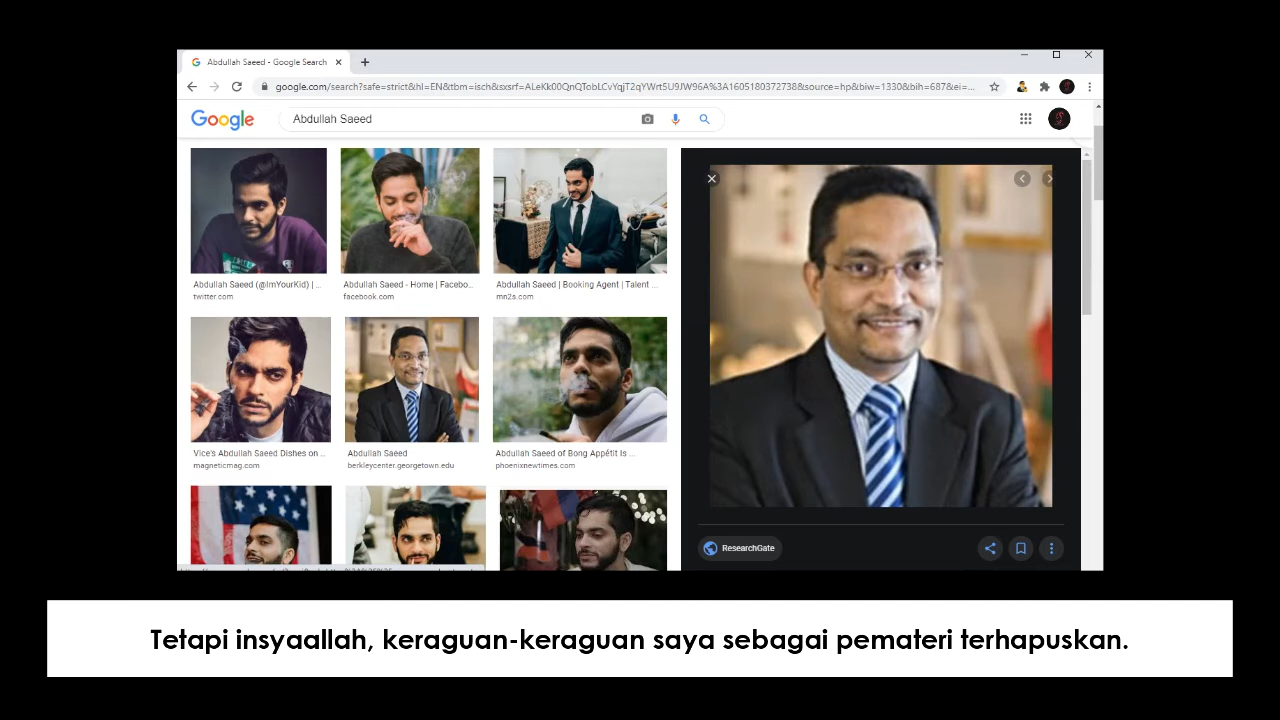 Abdullah Saeed - Google Search
google.com/search?safe=strict&hl=EN&tbm=isch&sxsrf=ALeKk00QnQTobLCvYqjT2qYWrt5U9JW96A%3A1605180372738&source=hp&biw=1330&bih=687&ei=...
Google
Abdullah Saeed
Abdullah Saeed (@ImYourKid) | ...
twitter.com
Abdullah Saeed - Home | Facebo...
facebook.com
Abdullah Saeed | Booking Agent | Talent ...
mn2s.com
Vice's Abdullah Saeed Dishes on ...
magneticmag.com
Abdullah Saeed
berkleycenter.georgetown.edu
Abdullah Saeed of Bong Appétit Is ...
phoenixnewtimes.com
ResearchGate
Tetapi insyaallah, keraguan-keraguan saya sebagai pemateri terhapuskan.